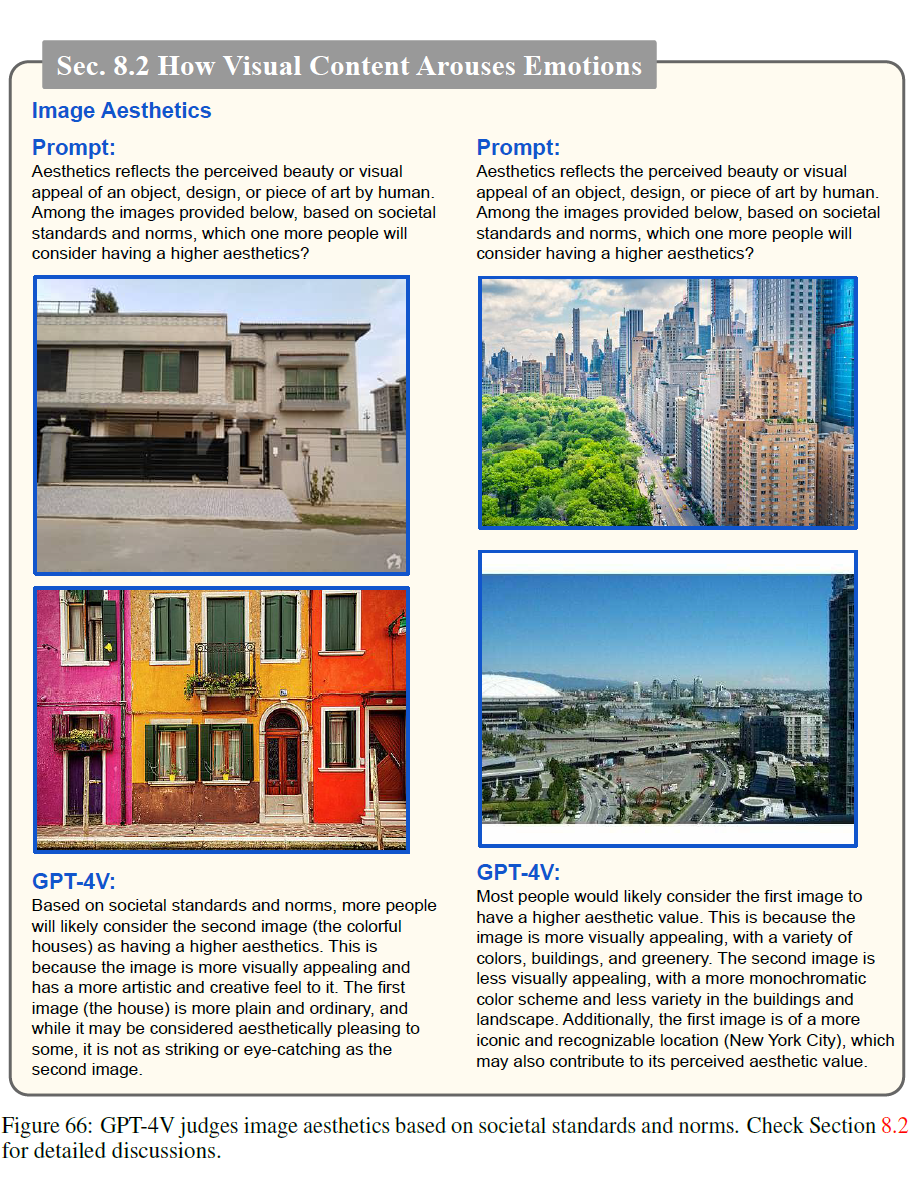 Sec. 8.2 How Visual Content Arouses Emotions
Image Aesthetics
Prompt:
Aesthetics reflects the perceived beauty or visual
appeal of an object, design, or piece of art by human.
Among the images provided below, based on societal
standards and norms, which one more people will
consider having a higher aesthetics?
GPT-4V:
Based on societal standards and norms, more people
will likely consider the second image (the colorful
houses) as having a higher aesthetics. This is
because the image is more visually appealing and
has a more artistic and creative feel to it. The first
image (the house) is more plain and ordinary, and
while it may be considered aesthetically pleasing to
some, it is not as striking or eye-catching as the
second image.
Prompt:
Aesthetics reflects the perceived beauty or visual
appeal of an object, design, or piece of art by human.
Among the images provided below, based on societal
standards and norms, which one more people will
consider having a higher aesthetics?
GPT-4V:
Most people would likely consider the first image to
have a higher aesthetic value. This is because the
image is more visually appealing, with a variety of
colors, buildings, and greenery. The second image is
less visually appealing, with a more monochromatic
color scheme and less variety in the buildings and
landscape. Additionally, the first image is of a more
iconic and recognizable location (New York City), which
may also contribute to its perceived aesthetic value.
Figure 66: GPT-4V judges image aesthetics based on societal standards and norms. Check Section 8.2
for detailed discussions.